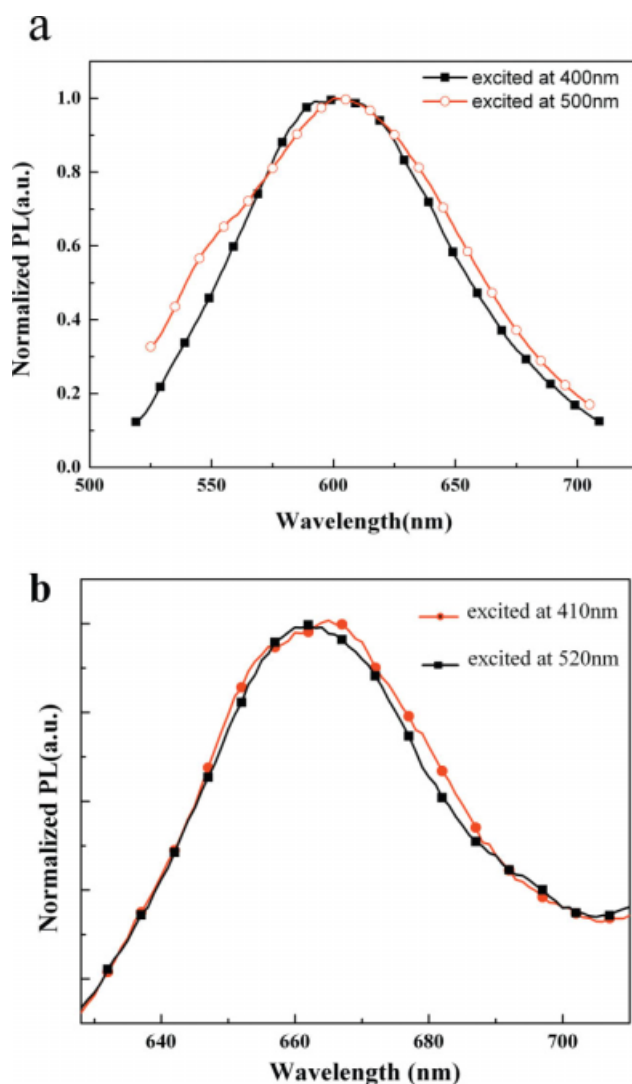 a
excited at 400nm
excited at 500nm
1.0
0.8
0.6
0.4
0.2
0.0
Normalized PL(a.u.)
500 550 600 650 700
Wavelength(nm)
b
excited at 410nm
excited at 520nm
Normalized PL(a.u.)
640 660 680 700
Wavelength (nm)